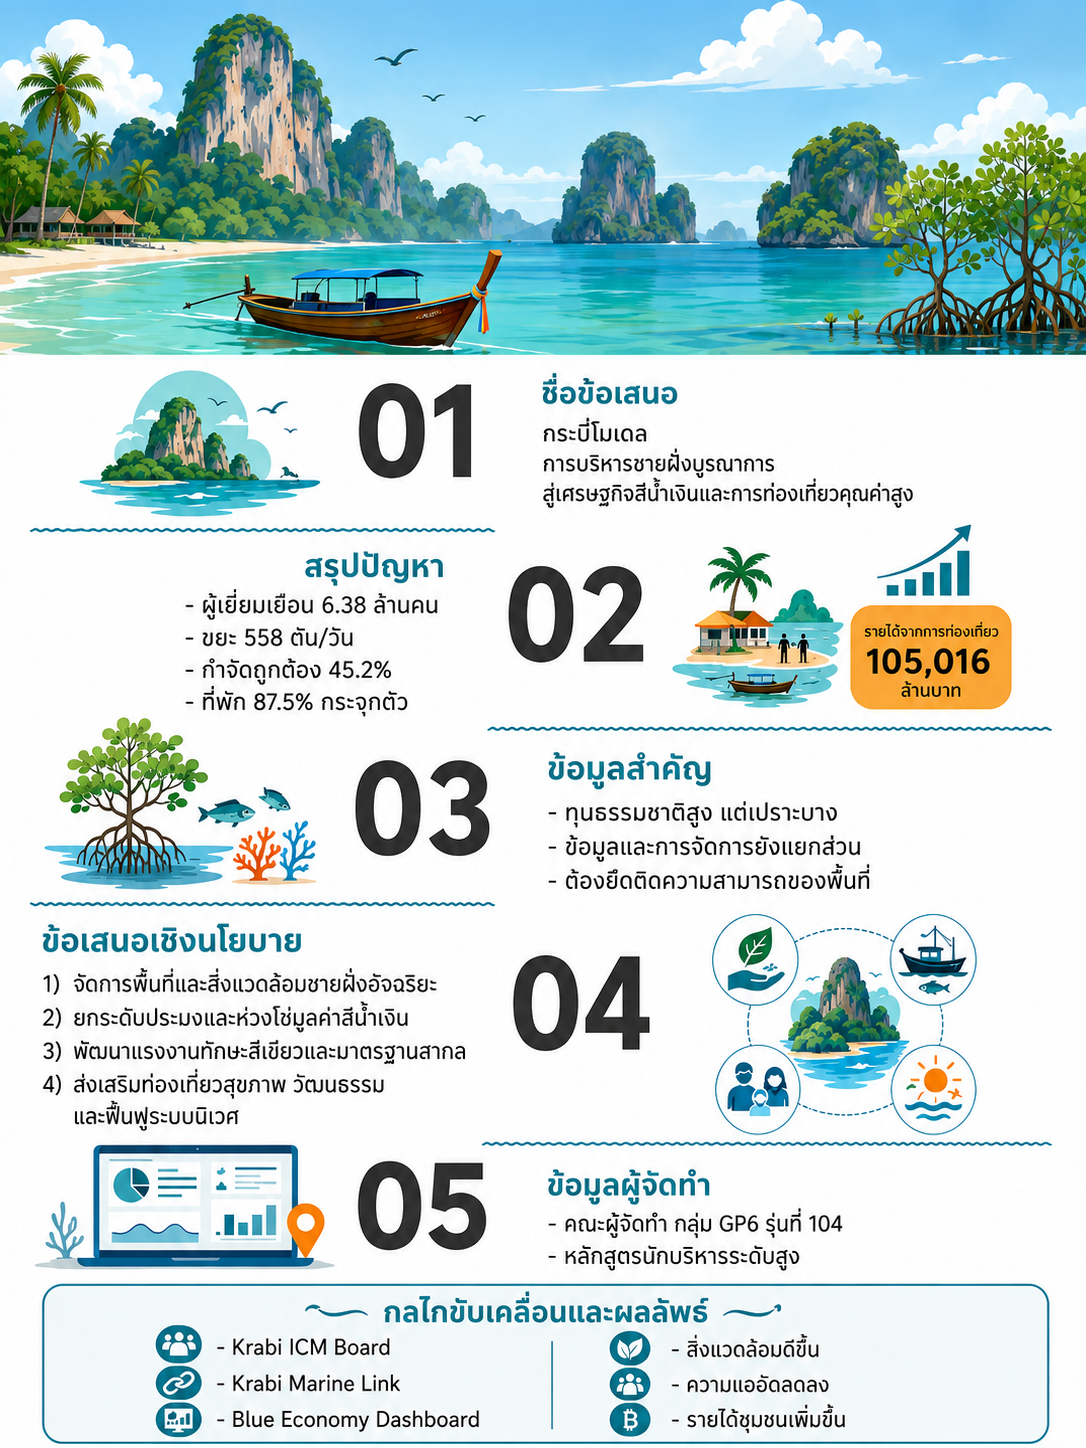 01
ชื่อข้อเสนอ
กระบี่โมเดล
การบริหารชายฝั่งบูรณาการ
สู่เศรษฐกิจสีน้ำเงินและการท่องเที่ยวคุณค่าสูง
สรุปปัญหา
- ผู้เยี่ยมเยือน 6.38 ล้านคน
- ขยะ 558 ตัน/วัน
- กำจัดถูกต้อง 45.2%
- ที่พัก 87.5% กระจุกตัว
02
รายได้จากการท่องเที่ยว
105,016
ล้านบาท
03
ข้อมูลสำคัญ
- ทุนธรรมชาติสูง แต่เปราะบาง
- ข้อมูลและการจัดการยังแยกส่วน
- ต้องยึดติดความสามารถของพื้นที่
ข้อเสนอเชิงนโยบาย
1) จัดการพื้นที่และสิ่งแวดล้อมชายฝั่งอัจฉริยะ
2) ยกระดับประมงและห่วงโซ่มูลค่าสีน้ำเงิน
3) พัฒนาแรงงานทักษะสีเขียวและมาตรฐานสากล
4) ส่งเสริมท่องเที่ยวสุขภาพ วัฒนธรรม
และฟื้นฟูระบบนิเวศ
04
05
ข้อมูลผู้จัดทำ
- คณะผู้จัดทำ กลุ่ม GP6 รุ่นที่ 104
- หลักสูตรนักบริหารระดับสูง
กลไกขับเคลื่อนและผลลัพธ์
- Krabi ICM Board
- Krabi Marine Link
- Blue Economy Dashboard
- สิ่งแวดล้อมดีขึ้น
- ความแออัดลดลง
- รายได้ชุมชนเพิ่มขึ้น